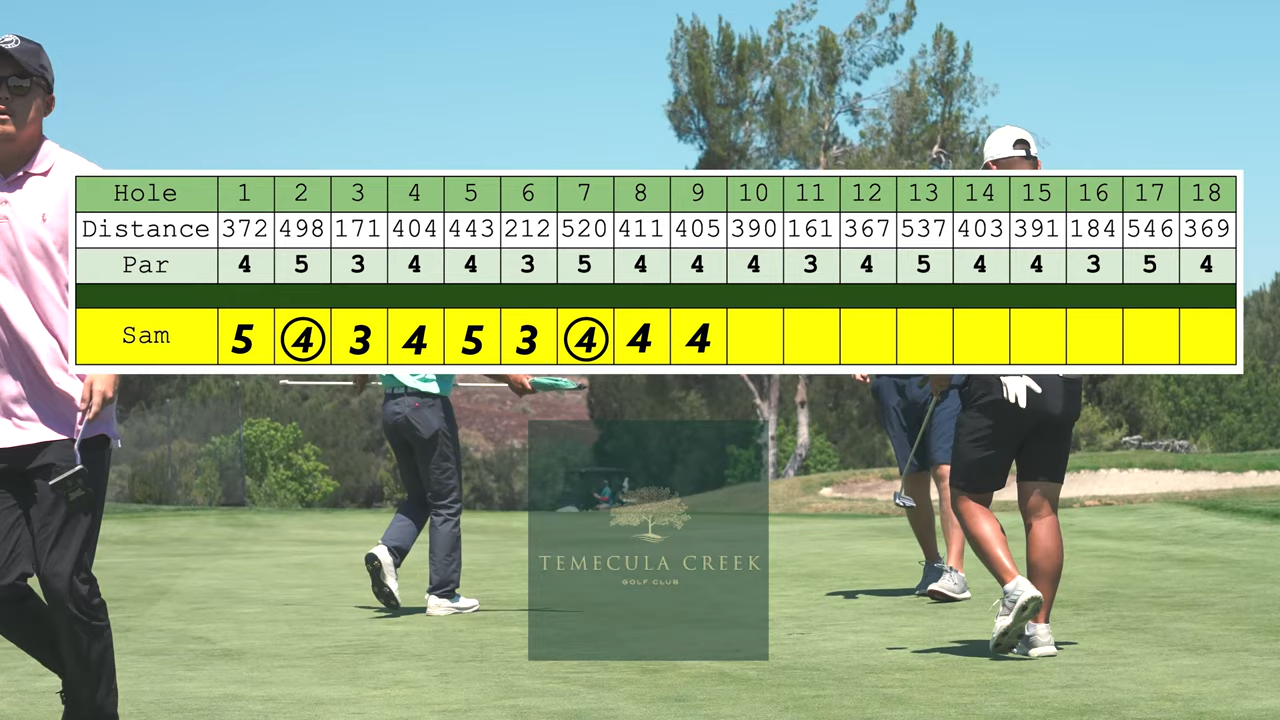 Hole 1 2 3 4 5 6 7 8 9 10 11 12 13 14 15 16 17 18
Distance 372 498 171 404 443 212 520 411 405 390 161 367 537 403 391 184 546 369
Par 4 5 3 4 4 3 5 4 4 4 3 4 5 4 4 3 5 4
Sam 5 4 3 4 5 3 4 4 4
TEMECULA CREEK
GOLF CLUB